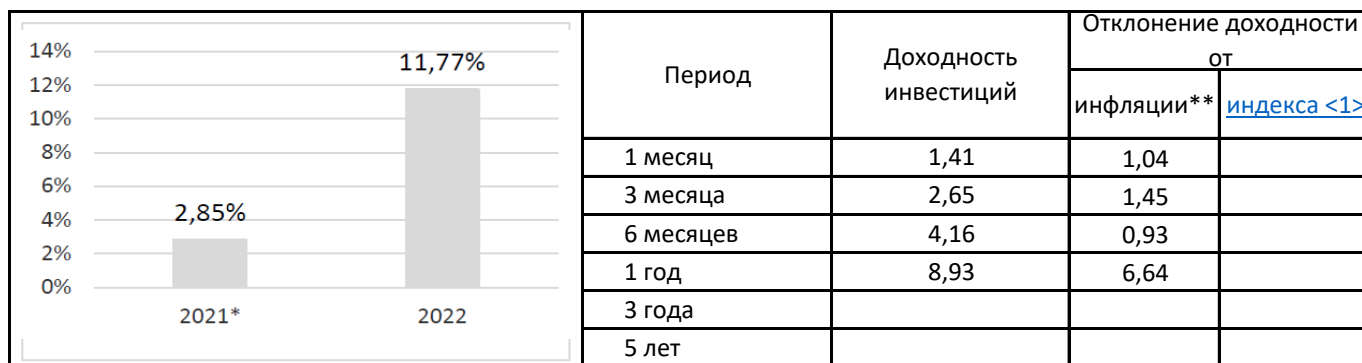 14%
12%
10%
8%
6%
4%
2%
0%
11,77%
2,85%
2021*
2022
Период
Доходность
инвестиций
Отклонение доходности
от
инфляции**
индекса <1>
1 месяц 1,41 1,04
3 месяца 2,65 1,45
6 месяцев 4,16 0,93
1 год 8,93 6,64
3 года
5 лет